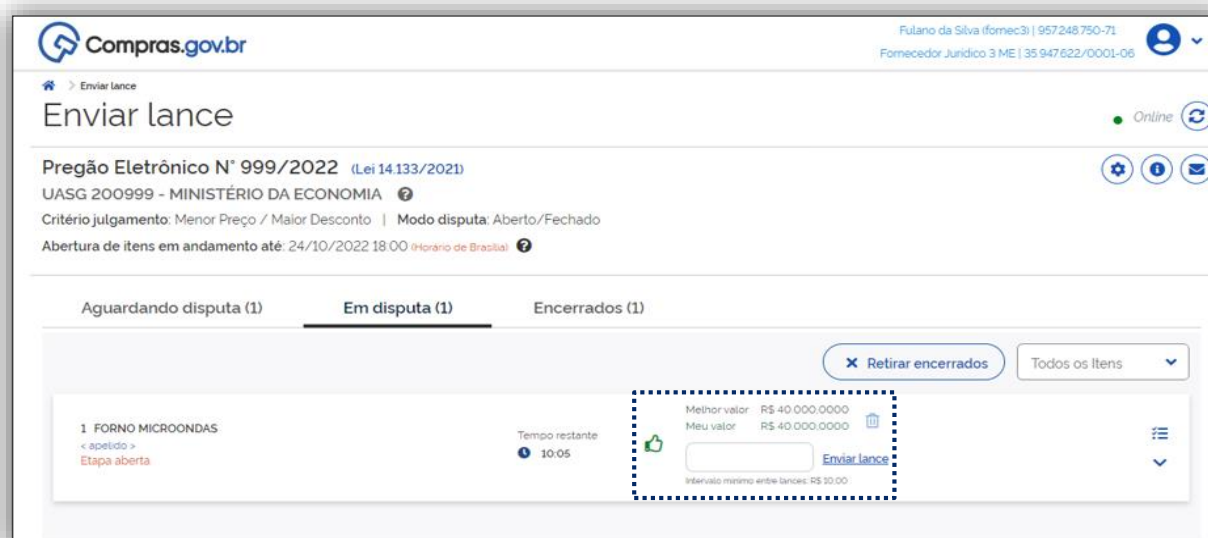 Compras.gov.br
Fulano da Silva (fornec3) | 957.248.750-71
Fornecedor Juridico 3 ME | 35.947.622/0001-06
Enviar lance
Enviar lance
Online
Pregão Eletrônico N° 999/2022 (Lei 14.133/2021)
UASG 200999 - MINISTÉRIO DA ECONOMIA
Critério julgamento: Menor Preço / Maior Desconto | Modo disputa: Aberto/Fechado
Abertura de itens em andamento até: 24/10/2022 18:00 (Horário de Brasília)
Aguardando disputa (1) Em disputa (1) Encerrados (1)
Retirar encerrados Todos os Itens
1 FORNO MICROONDAS
< apelido >
Etapa aberta
Tempo restante
10:05
Melhor valor R$ 40.000,0000
Meu valor R$ 40.000,0000
Enviar lance
Intervalo mínimo entre lances: R$ 10,00